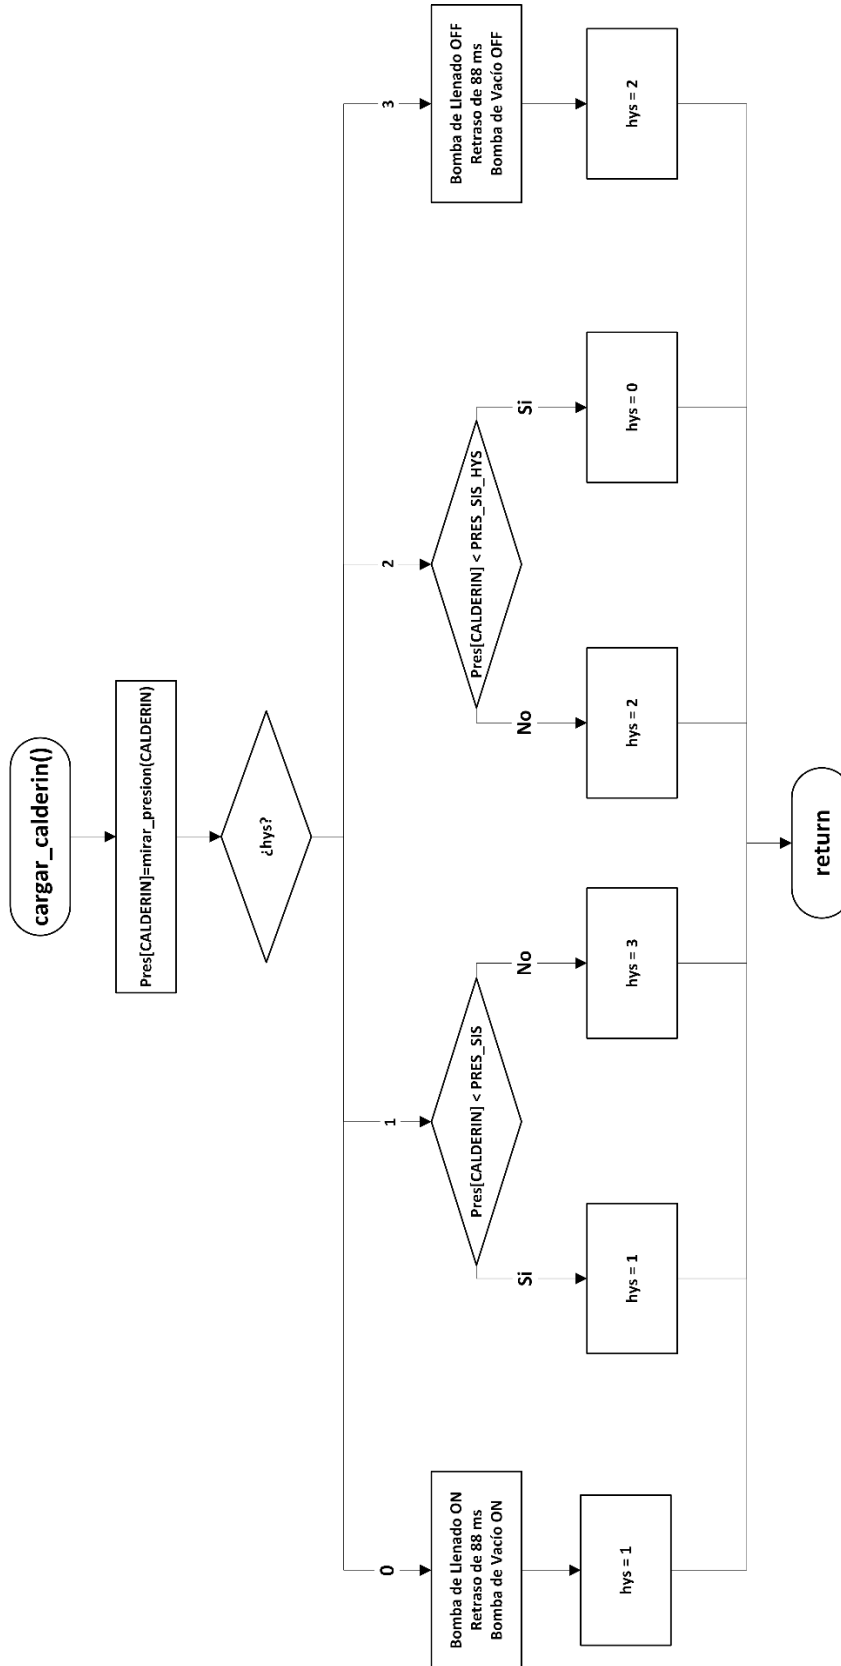 cargar_calderin()
Pres[CALDERIN]=mirar_presion(CALDERIN)
¿hys?
0
1
2
3
Bomba de Llenado ON
Retraso de 88 ms
Bomba de Vacío ON
Pres[CALDERIN] < PRES_SIS
Pres[CALDERIN] < PRES_SIS_HYS
Bomba de Llenado OFF
Retraso de 88 ms
Bomba de Vacío OFF
Si
No
No
Si
hys = 1
hys = 1
hys = 3
hys = 2
hys = 0
hys = 2
return